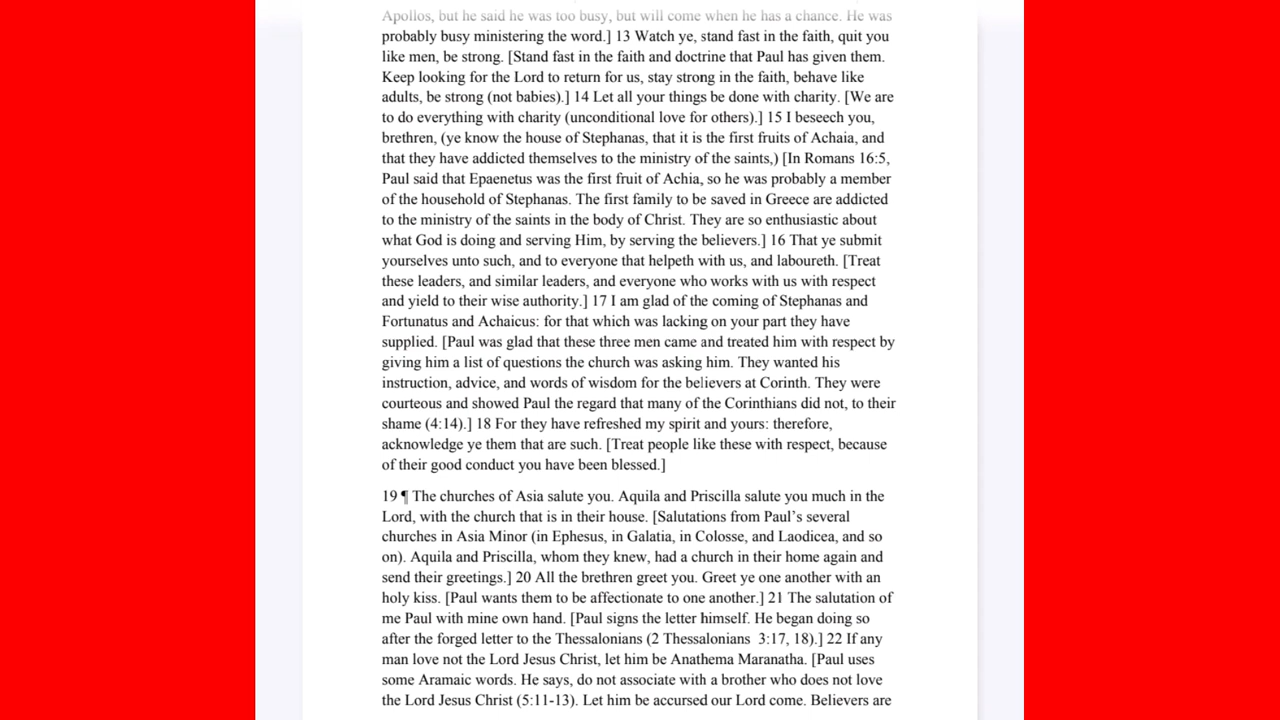 Apollos, but he said he was too busy, but will come when he has a chance. He was
probably busy ministering the word.] 13 Watch ye, stand fast in the faith, quit you
like men, be strong. [Stand fast in the faith and doctrine that Paul has given them.
Keep looking for the Lord to return for us, stay strong in the faith, behave like
adults, be strong (not babies).] 14 Let all your things be done with charity. [We are
to do everything with charity (unconditional love for others).] 15 I beseech you,
brethren, (ye know the house of Stephanas, that it is the first fruits of Achaia, and
that they have addicted themselves to the ministry of the saints,) [In Romans 16:5,
Paul said that Epaenetus was the first fruit of Achia, so he was probably a member
of the household of Stephanas. The first family to be saved in Greece are addicted
to the ministry of the saints in the body of Christ. They are so enthusiastic about
what God is doing and serving Him, by serving the believers.] 16 That ye submit
yourselves unto such, and to everyone that helpeth with us, and laboureth. [Treat
these leaders, and similar leaders, and everyone who works with us with respect
and yield to their wise authority.] 17 I am glad of the coming of Stephanas and
Fortunatus and Achaicus: for that which was lacking on your part they have
supplied. [Paul was glad that these three men came and treated him with respect by
giving him a list of questions the church was asking him. They wanted his
instruction, advice, and words of wisdom for the believers at Corinth. They were
courteous and showed Paul the regard that many of the Corinthians did not, to their
shame (4:14).] 18 For they have refreshed my spirit and yours: therefore,
acknowledge ye them that are such. [Treat people like these with respect, because
of their good conduct you have been blessed.]
19 ¶ The churches of Asia salute you. Aquila and Priscilla salute you much in the
Lord, with the church that is in their house. [Salutations from Paul’s several
churches in Asia Minor (in Ephesus, in Galatia, in Colosse, and Laodicea, and so
on). Aquila and Priscilla, whom they knew, had a church in their home again and
send their greetings.] 20 All the brethren greet you. Greet ye one another with an
holy kiss. [Paul wants them to be affectionate to one another.] 21 The salutation of
me Paul with mine own hand. [Paul signs the letter himself. He began doing so
after the forged letter to the Thessalonians (2 Thessalonians 3:17, 18).] 22 If any
man love not the Lord Jesus Christ, let him be Anathema Maranatha. [Paul uses
some Aramaic words. He says, do not associate with a brother who does not love
the Lord Jesus Christ (5:11-13). Let him be accursed our Lord come. Believers are